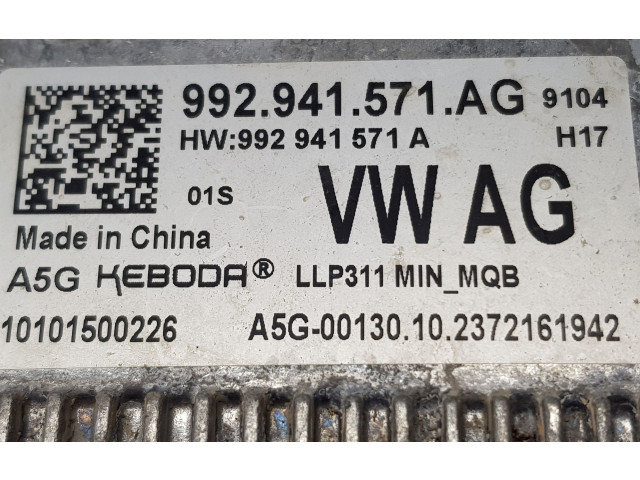 992.941.571.AG 9104
HW:992 941 571 A H17
01S VW AG
Made in China
A5G KEBODA® LLP311 MIN_MQB
10101500226 A5G-00130.10.2372161942